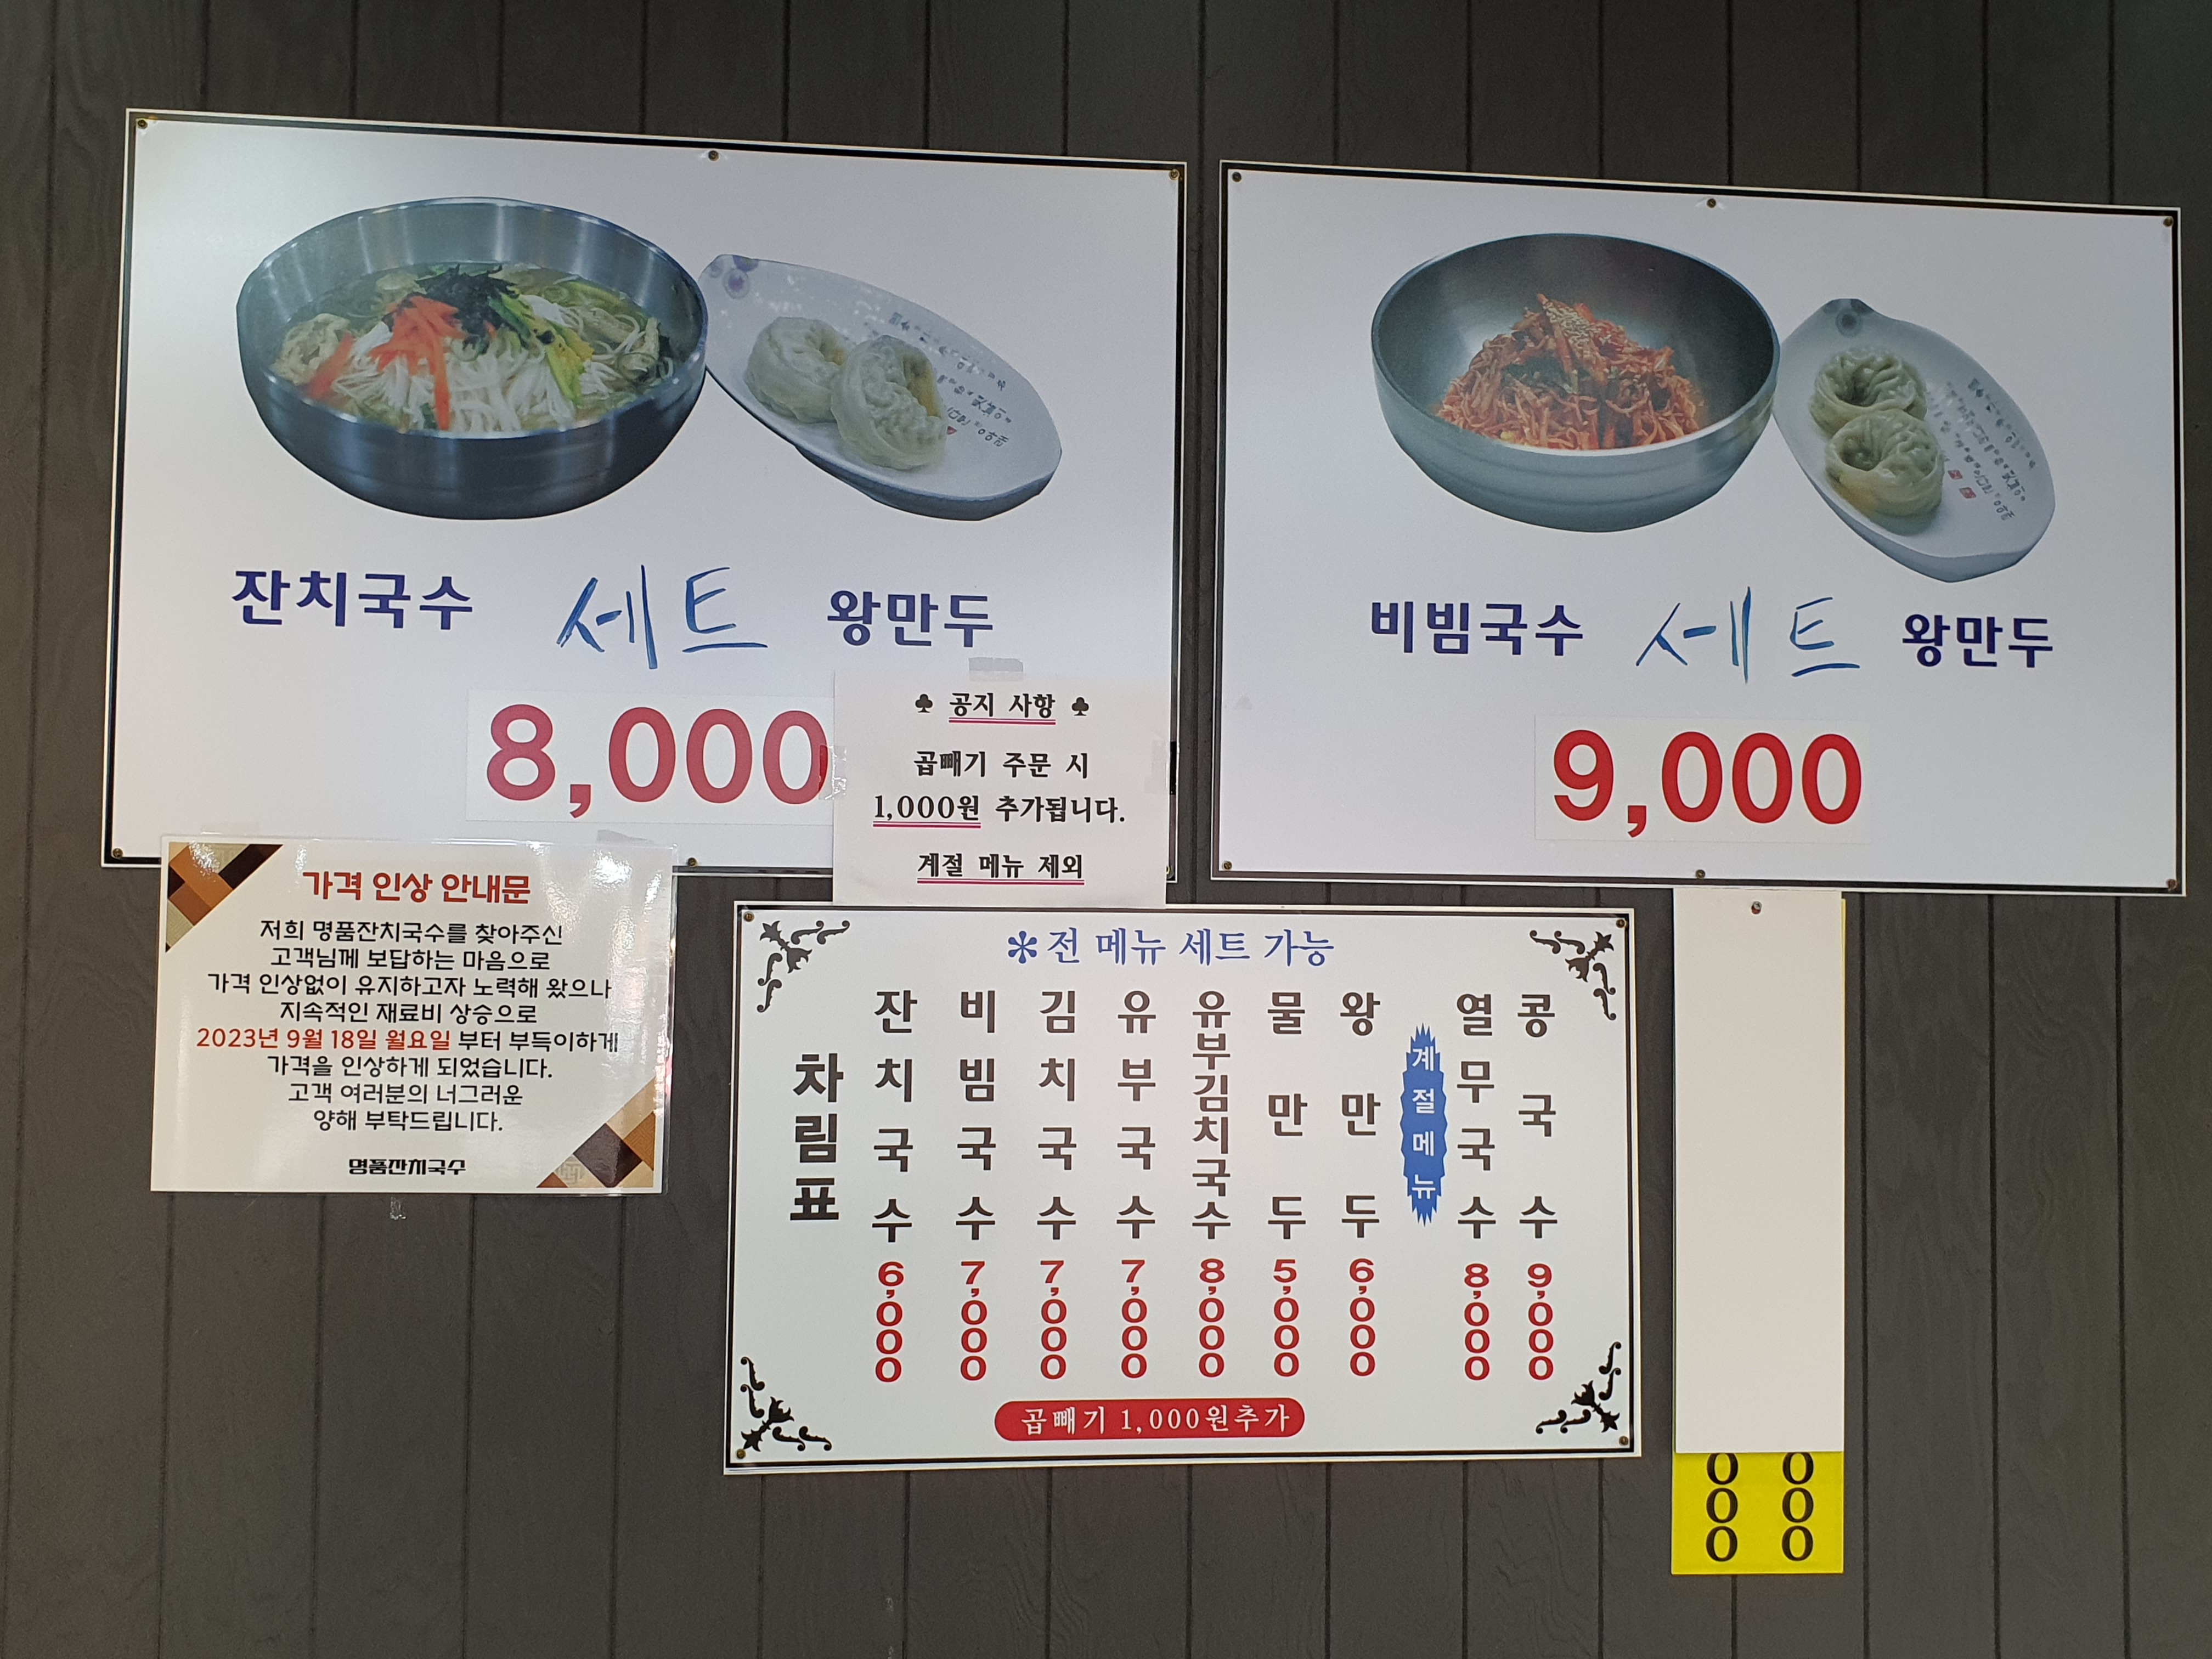 잔치국수 세트 왕만두
8,000
비빔국수 세트 왕만두
9,000
♣ 공지 사항 ♣
곱빼기 주문 시
1,000원 추가됩니다.
계절 메뉴 제외
가격 인상 안내문
저희 명품잔치국수를 찾아주신
고객님께 보답하는 마음으로
가격 인상없이 유지하고자 노력해 왔으나
지속적인 재료비 상승으로
2023년 9월 18일 월요일 부터 부득이하게
가격을 인상하게 되었습니다.
고객 여러분의 너그러운
양해 부탁드립니다.
명품잔치국수
*전 메뉴 세트 가능
차림표
잔치국수 6,000
비빔국수 7,000
김치국수 7,000
유부국수 7,000
유부김치국수 8,000
물만두 5,000
왕만두 6,000
계절메뉴
열무국수 8,000
콩국수 9,000
곱빼기 1,000원추가
000
000